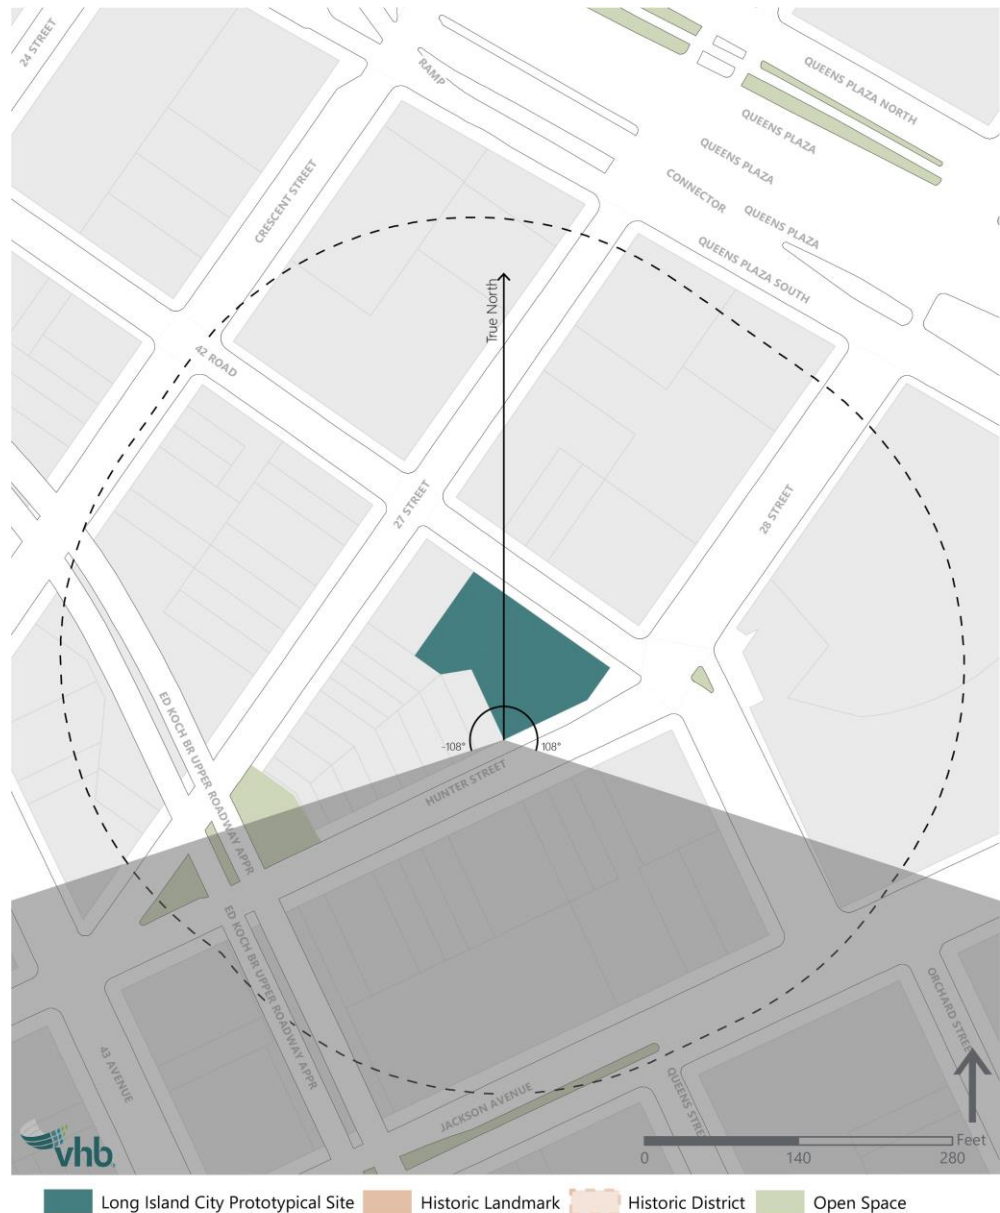 24 STREET
RAMP
QUEENS PLAZA NORTH
QUEENS PLAZA
QUEENS PLAZA
CONNECTOR
QUEENS PLAZA
QUEENS PLAZA SOUTH
CRESCENT STREET
True North
42 ROAD
27 STREET
28 STREET
ED KOCH BR UPPER ROADWAY APPR
-108°
108°
HUNTER STREET
ED KOCH BR UPPER ROADWAY APPR
ORCHARD STREET
43 AVENUE
JACKSON AVENUE
QUEENS STREET
vhb
Feet
0 140 280
Long Island City Prototypical Site Historic Landmark Historic District Open Space